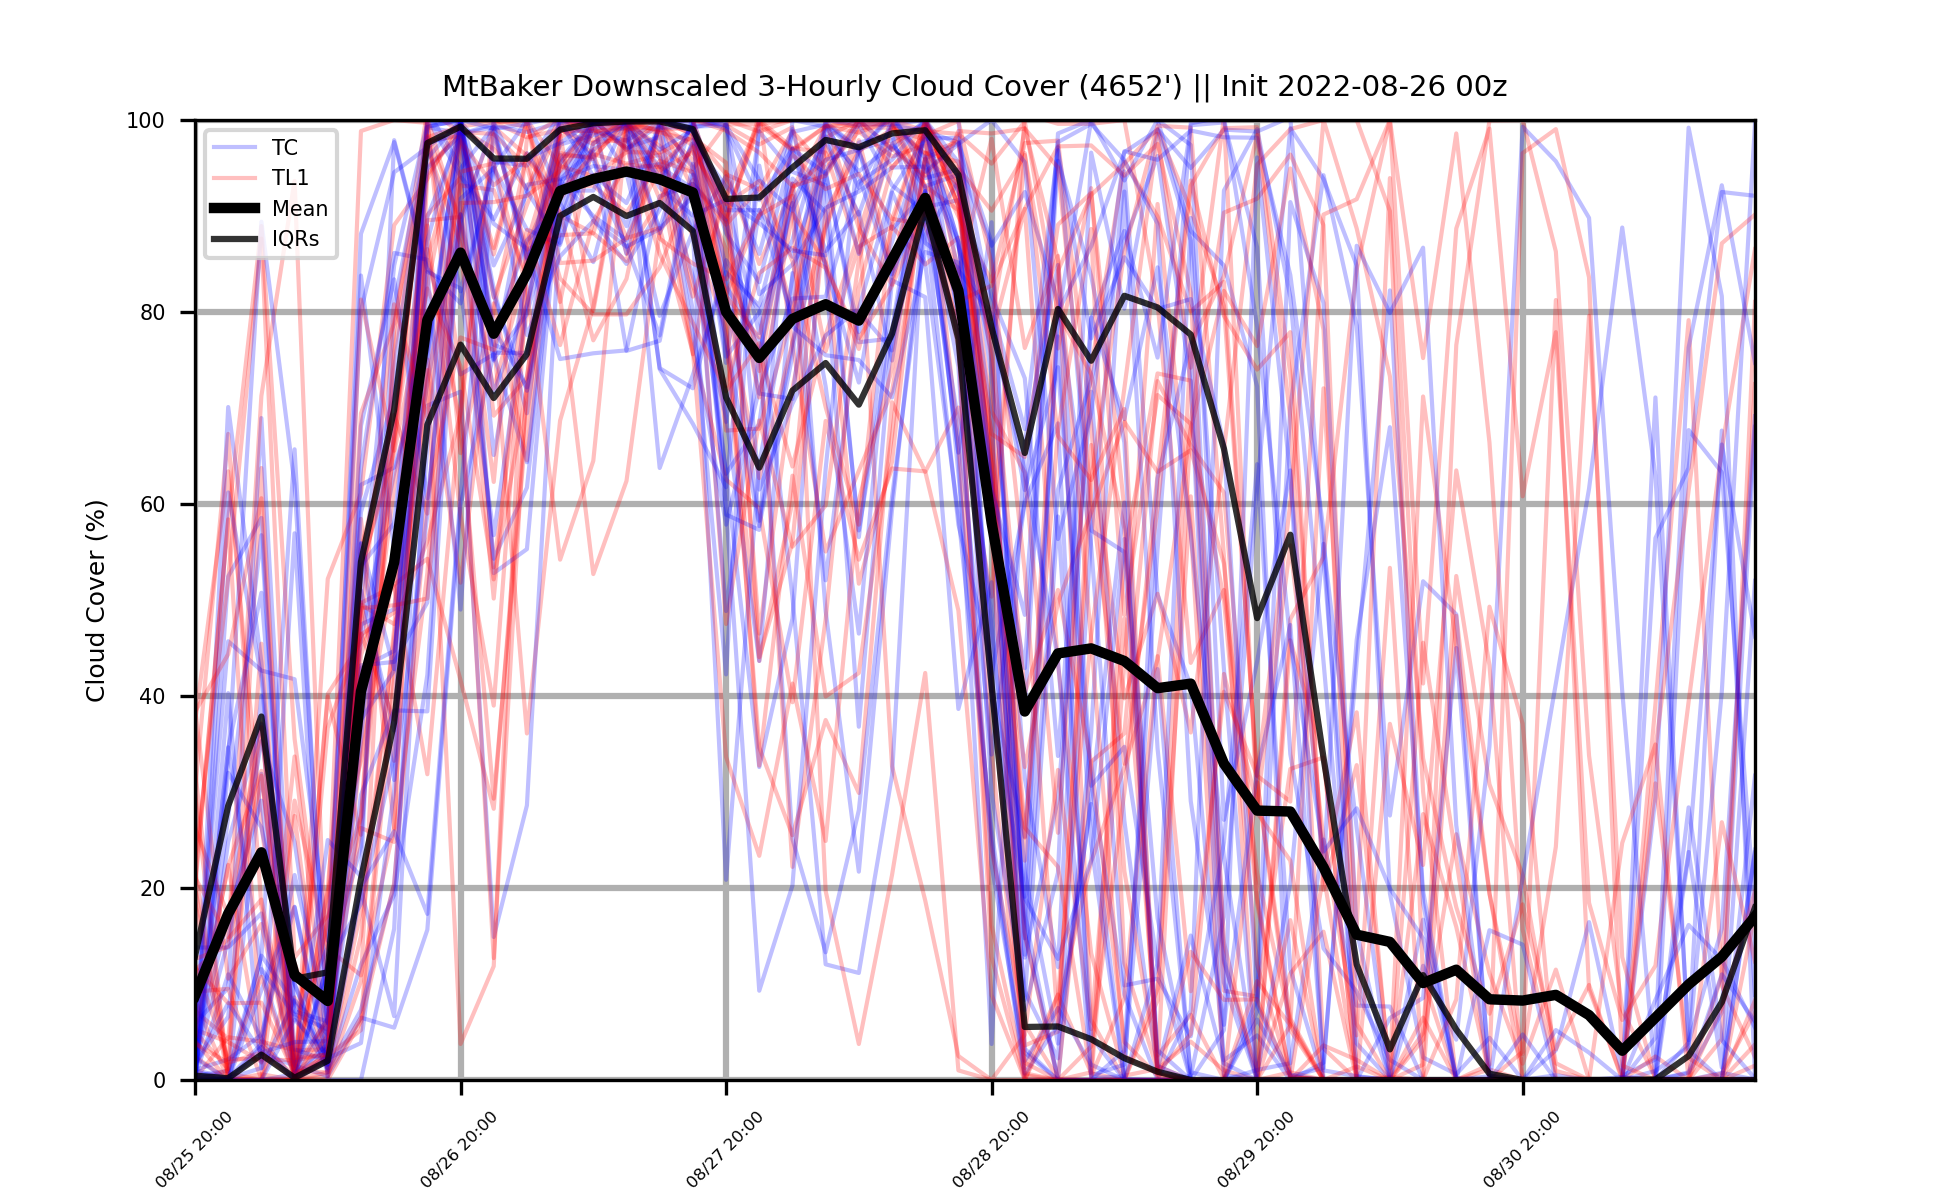 MtBaker Downscaled 3-Hourly Cloud Cover (4652') || Init 2022-08-26 00z
TC
TL1
Mean
IQRs
Cloud Cover (%)
100
80
60
40
20
0
08/25 20:00
08/26 20:00
08/27 20:00
08/28 20:00
08/29 20:00
08/30 20:00